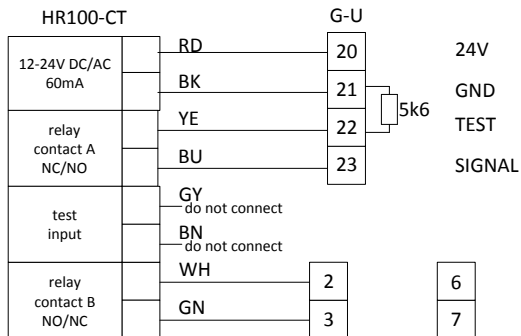 HR100-CT G-U
12-24V DC/AC
60mA
RD 20 24V
BK 21 GND
5k6
relay
contact A
NC/NO
YE 22 TEST
BU 23 SIGNAL
test
input
GY
do not connect
BN
do not connect
relay
contact B
NO/NC
WH 2 6
GN 3 7